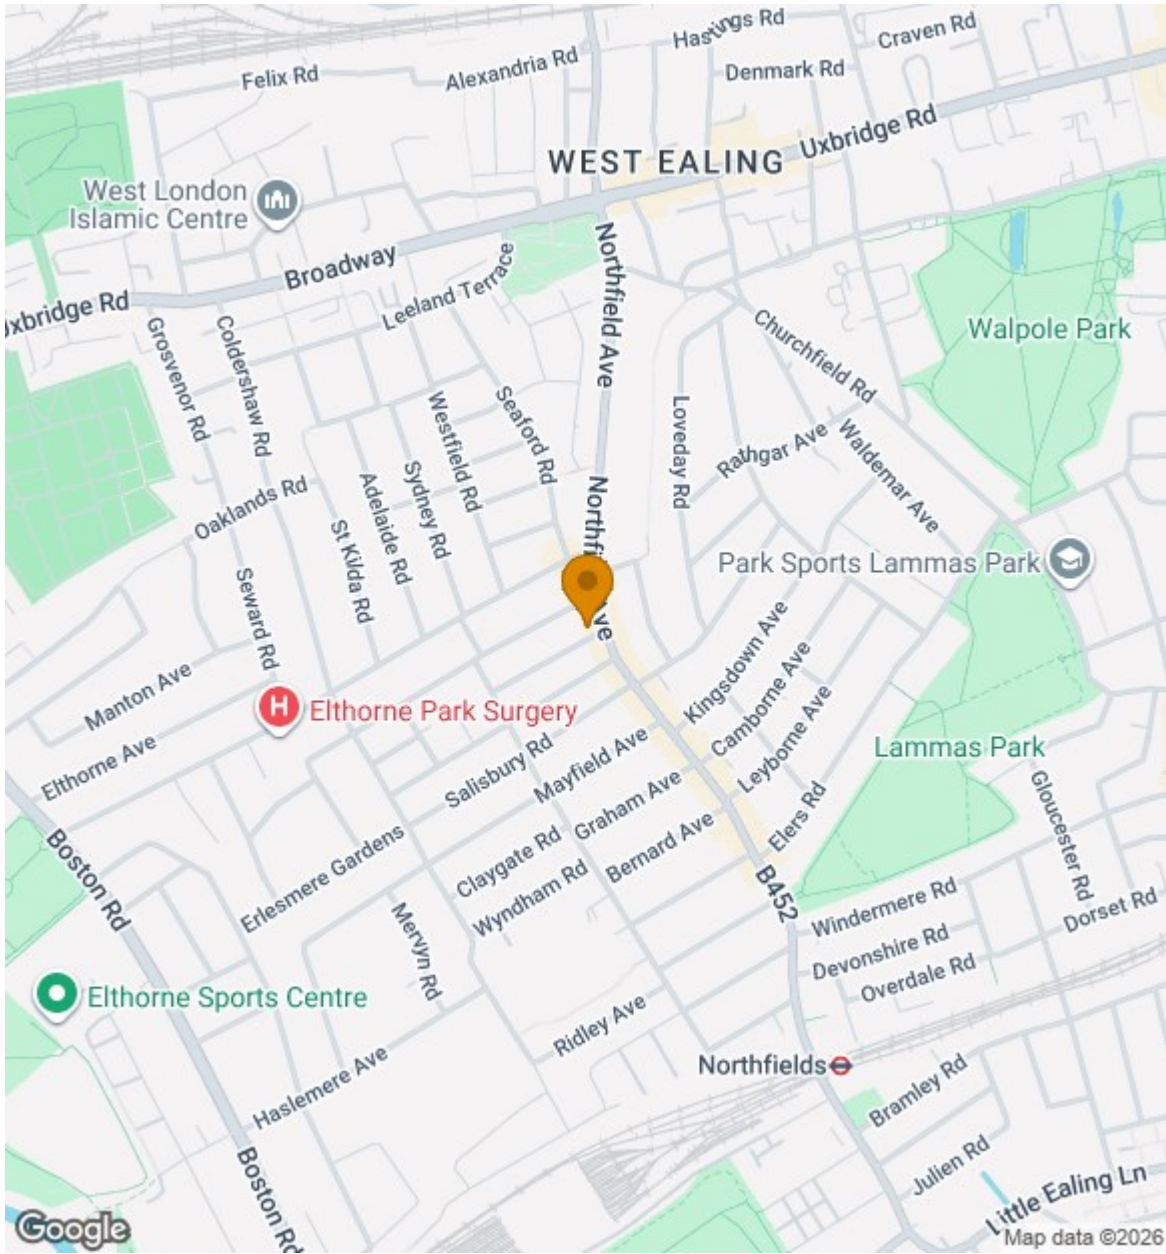 Hastings Rd
Craven Rd
Felix Rd
Alexandria Rd
Denmark Rd
Uxbridge Rd
WEST EALING
West London
Islamic Centre
Broadway
Northfield Ave
Leeland Terrace
Uxbridge Rd
Grosvenor Rd
Coldershaw Rd
Churchfield Rd
Walpole Park
Seaford Rd
Westfield Rd
Loveday Rd
Rathgar Ave
Waldemar Ave
Sydney Rd
Adelaide Rd
Oaklands Rd
St Kilda Rd
Northfi
Ave
Park Sports Lammas Park
Seward Rd
Kingsdown Ave
Camborne Ave
Leyborne Ave
Manton Ave
H
Elthorne Park Surgery
Elthorne Ave
Salisbury Rd
Mayfield Ave
Lammas Park
Graham Ave
Elers Rd
Gloucester Rd
Claygate Rd
Bernard Ave
Boston Rd
Erlesmere Gardens
Wyndham Rd
B452
Windermere Rd
Dorset Rd
Mervyn Rd
Devonshire Rd
Overdale Rd
Elthorne Sports Centre
Ridley Ave
Northfields
Haslemere Ave
Bramley Rd
Julien Rd
Boston Rd
Little Ealing Ln
Google
Map data ©2026